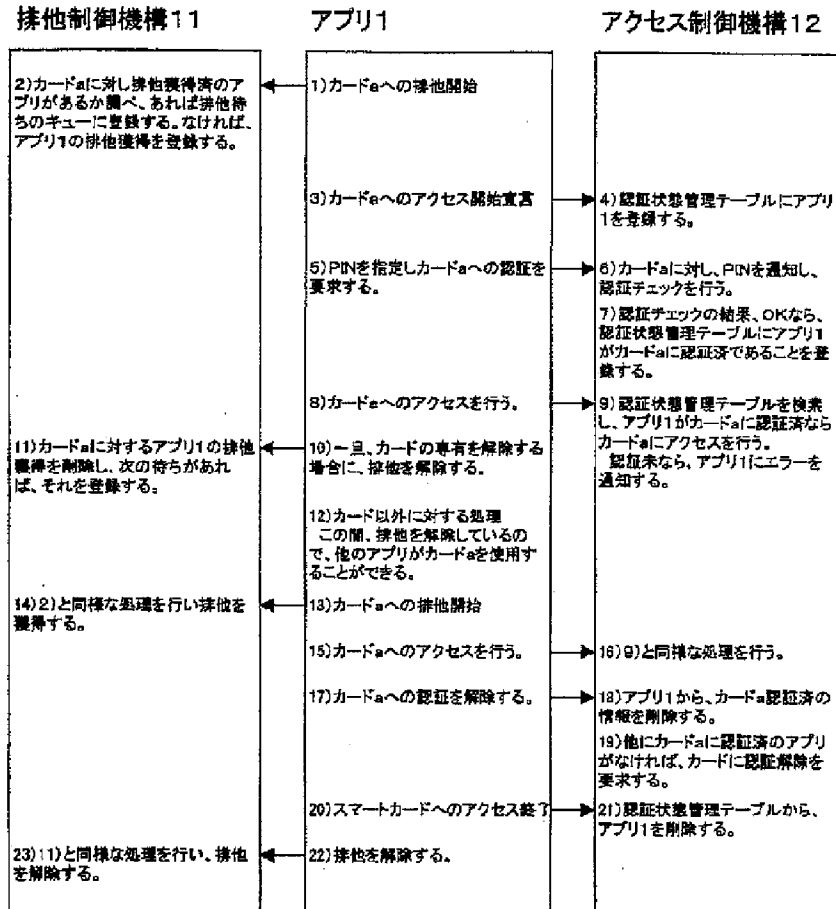 排他制御機構11
アプリ1
アクセス制御機構12
2)カードaに対し排他獲得済のア
プリがあるか調べ、あれば排他待
ちのキューに登録する。なければ、
アプリ1の排他獲得を登録する。
1)カードaへの排他開始
3)カードaへのアクセス開始宣言
4)認証状態管理テーブルにアプリ
1を登録する。
5)PINを指定しカードaへの認証を
要求する。
6)カードaに対し、PINを通知し、
認証チェックを行う。
7)認証チェックの結果、OKなら、
認証状態管理テーブルにアプリ1
がカードaに認証済であることを登
録する。
8)カードaへのアクセスを行う。
9)認証状態管理テーブルを検索
し、アプリ1がカードaに認証済なら
カードaにアクセスを行う。
認証未なら、アプリ1にエラーを
通知する。
11)カードaに対するアプリ1の排他
獲得を削除し、次の待ちがあれ
ば、それを登録する。
10)一旦、カードの専有を解除する
場合に、排他を解除する。
12)カード以外に対する処理
この間、排他を解除しているの
で、他のアプリがカードaを使用す
ることができる。
14)2)と同様な処理を行い排他を
獲得する。
13)カードaへの排他開始
15)カードaへのアクセスを行う。
16)9)と同様な処理を行う。
17)カードaへの認証を解除する。
18)アプリ1から、カードa認証済の
情報を削除する。
19)他にカードaに認証済のアプリ
がなければ、カードに認証解除を
要求する。
20)スマートカードへのアクセス終了
21)認証状態管理テーブルから、
アプリ1を削除する。
23)11)と同様な処理を行い、排他
を解除する。
22)排他を解除する。